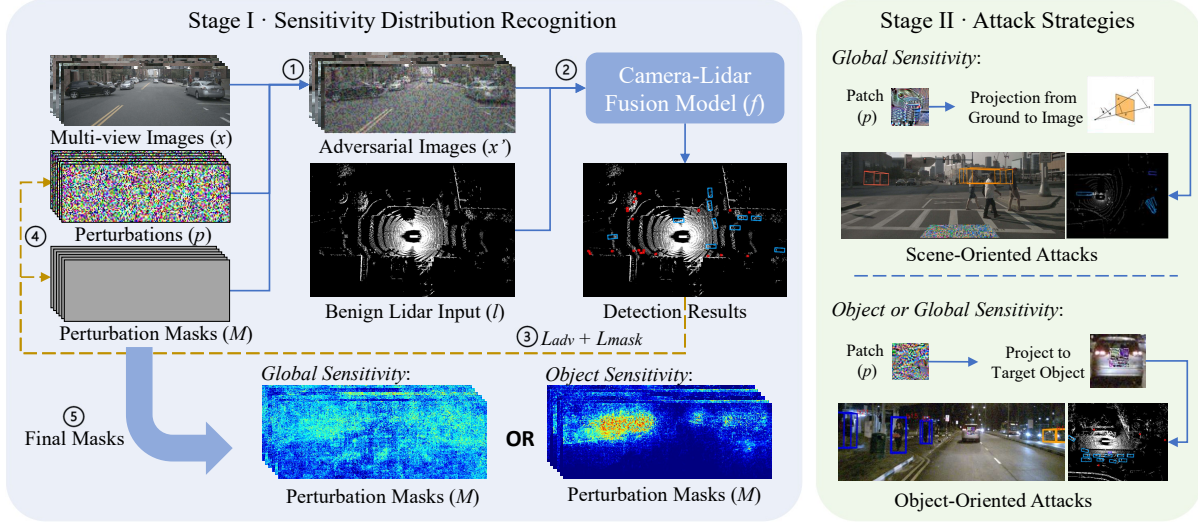 Stage I · Sensitivity Distribution Recognition
①
②
Camera-Lidar
Fusion Model (f)
Multi-view Images (x)
Adversarial Images (x')
④
Perturbations (p)
Perturbation Masks (M)
Benign Lidar Input (l)
Detection Results
③ Ladv + Lmask
⑤
Final Masks
Global Sensitivity:
Perturbation Masks (M)
OR
Object Sensitivity:
Perturbation Masks (M)
Stage II · Attack Strategies
Global Sensitivity:
Patch
(p)
Projection from
Ground to Image
Scene-Oriented Attacks
Object or Global Sensitivity:
Patch
(p)
Project to
Target Object
Object-Oriented Attacks